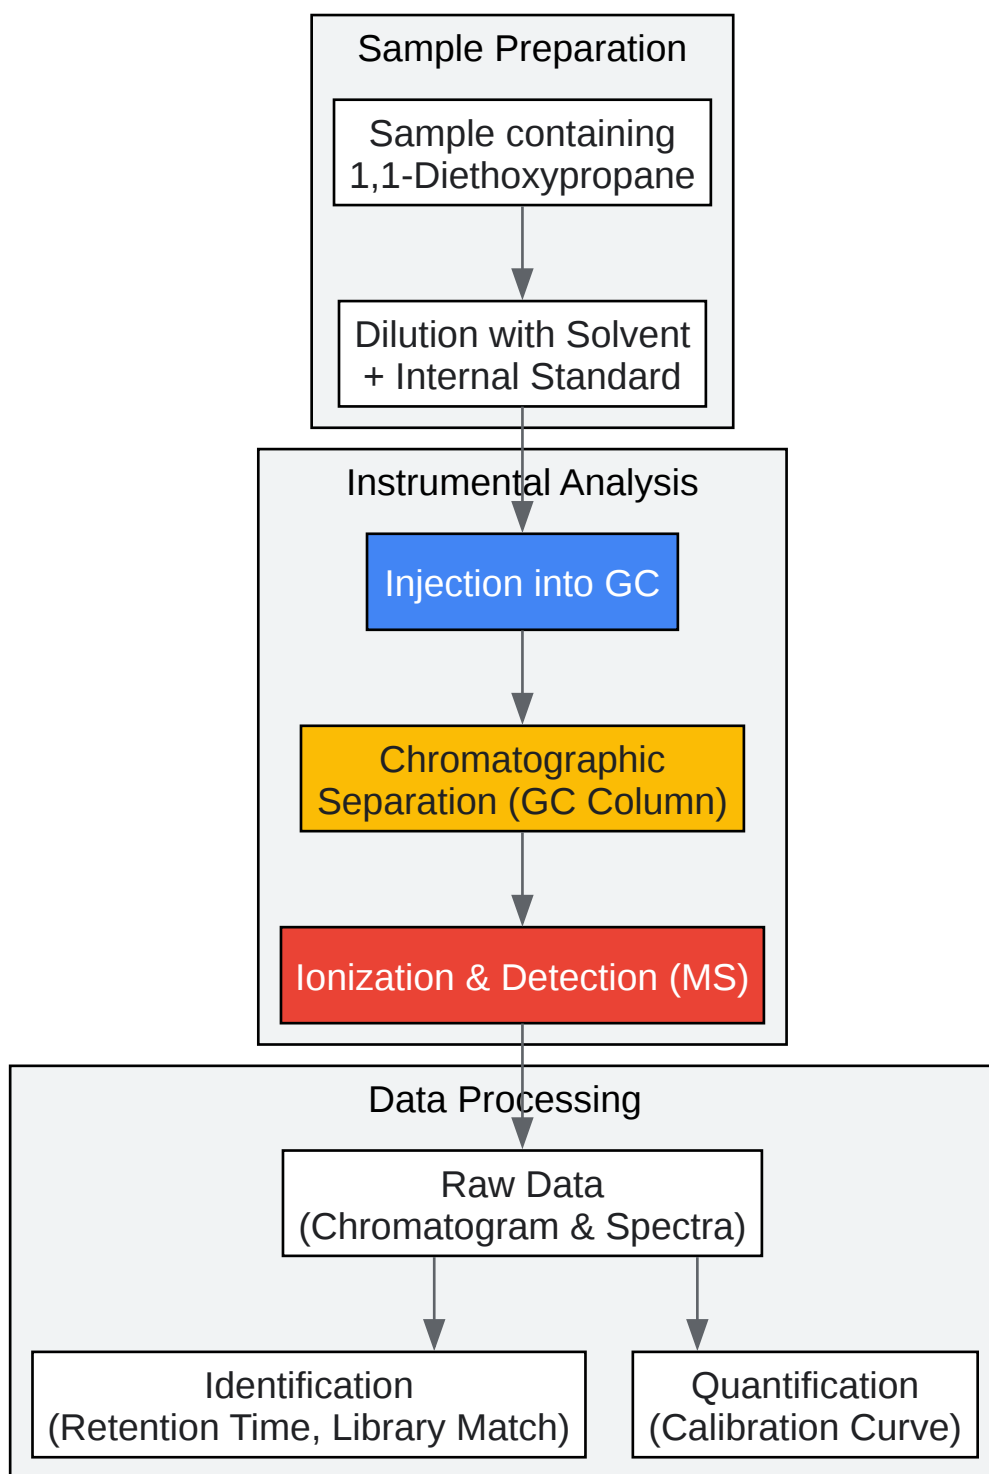 Sample Preparation
Sample containing
1,1-Diethoxypropane
Dilution with Solvent
+ Internal Standard
Instrumental Analysis
Injection into GC
Chromatographic
Separation (GC Column)
Ionization & Detection (MS)
Data Processing
Raw Data
(Chromatogram & Spectra)
Identification
(Retention Time, Library Match)
Quantification
(Calibration Curve)